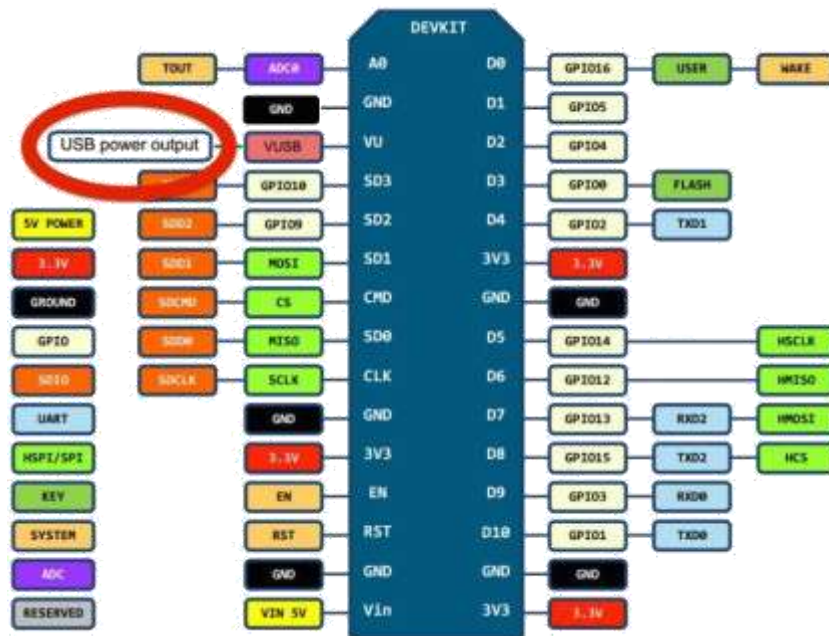 DEVKIT
TOUT ADC0 A0 D0 GPIO16 USER WAKE
GND GND D1 GPIO5
USB power output VUSB VU D2 GPIO4
GPIO10 SD3 D3 GPIO0 FLASH
5V POWER SDD2 GPIO9 SD2 D4 GPIO2 TXD1
3.3V SDD1 MOSI SD1 3V3 3.3V
GROUND SDCMD CS CMD GND GND
GPIO SDD0 MISO SD0 D5 GPIO14 HSCLK
SDIO SDCLK SCLK CLK D6 GPIO12 HMISO
UART GND GND D7 GPIO13 RXD2 HMOSI
HSPI/SPI 3.3V 3V3 D8 GPIO15 TXD2 HCS
KEY EN EN D9 GPIO3 RXD0
SYSTEM RST RST D10 GPIO1 TXD0
ADC GND GND GND GND
RESERVED VIN 5V Vin 3V3 3.3V